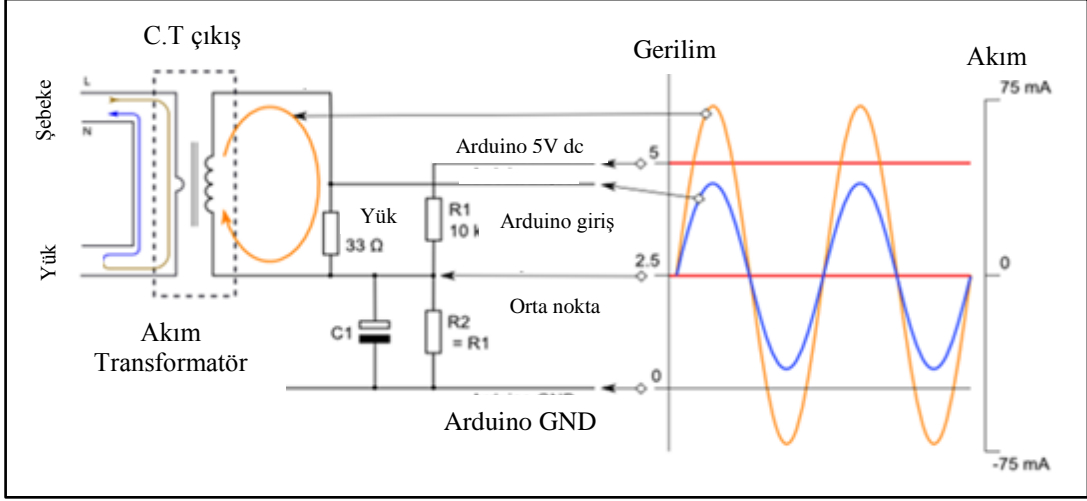 C.T çıkış
Gerilim
Akım
L
75 mA
Şebeke
N
Arduino 5V dc
5
Yük
R1
10 k
Arduino giriş
33 Ω
Yük
2.5
0
Orta nokta
C1
R2
= R1
Akım
Transformatör
0
Arduino GND
-75 mA